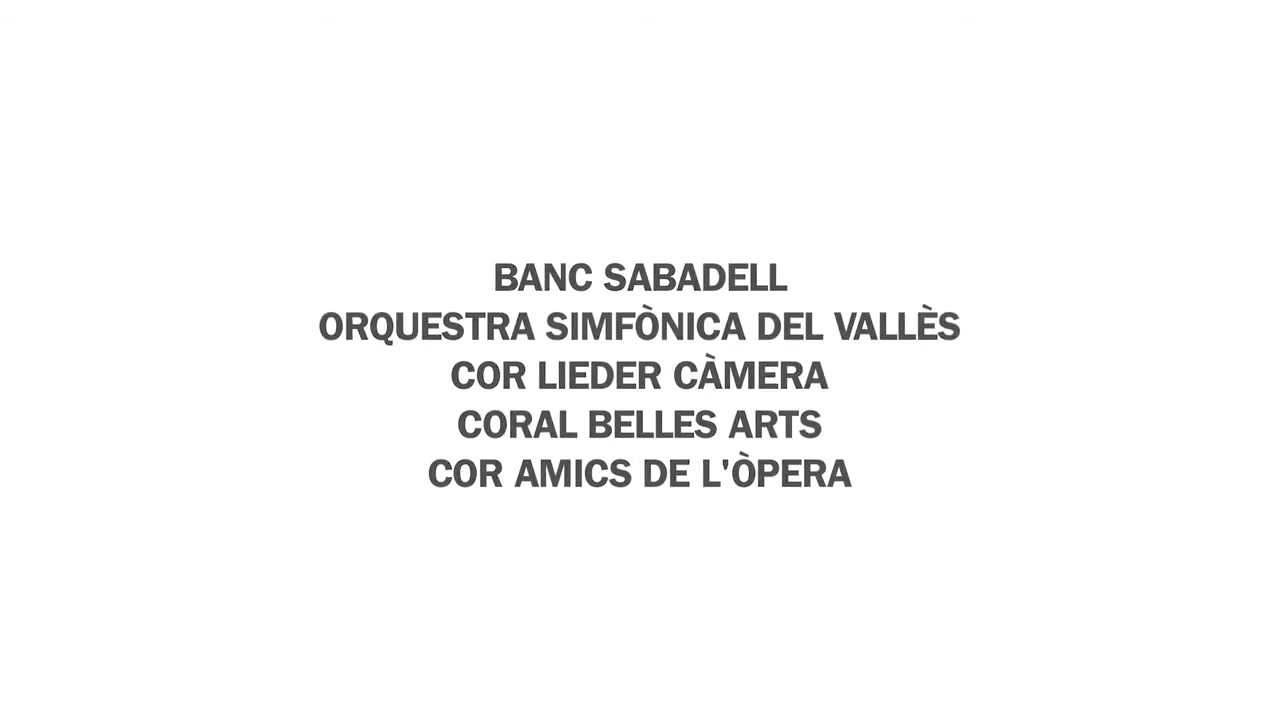 BANC SABADELL
ORQUESTRA SIMFÒNICA DEL VALLÈS
COR LIEDER CÀMERA
CORAL BELLES ARTS
COR AMICS DE L'ÒPERA